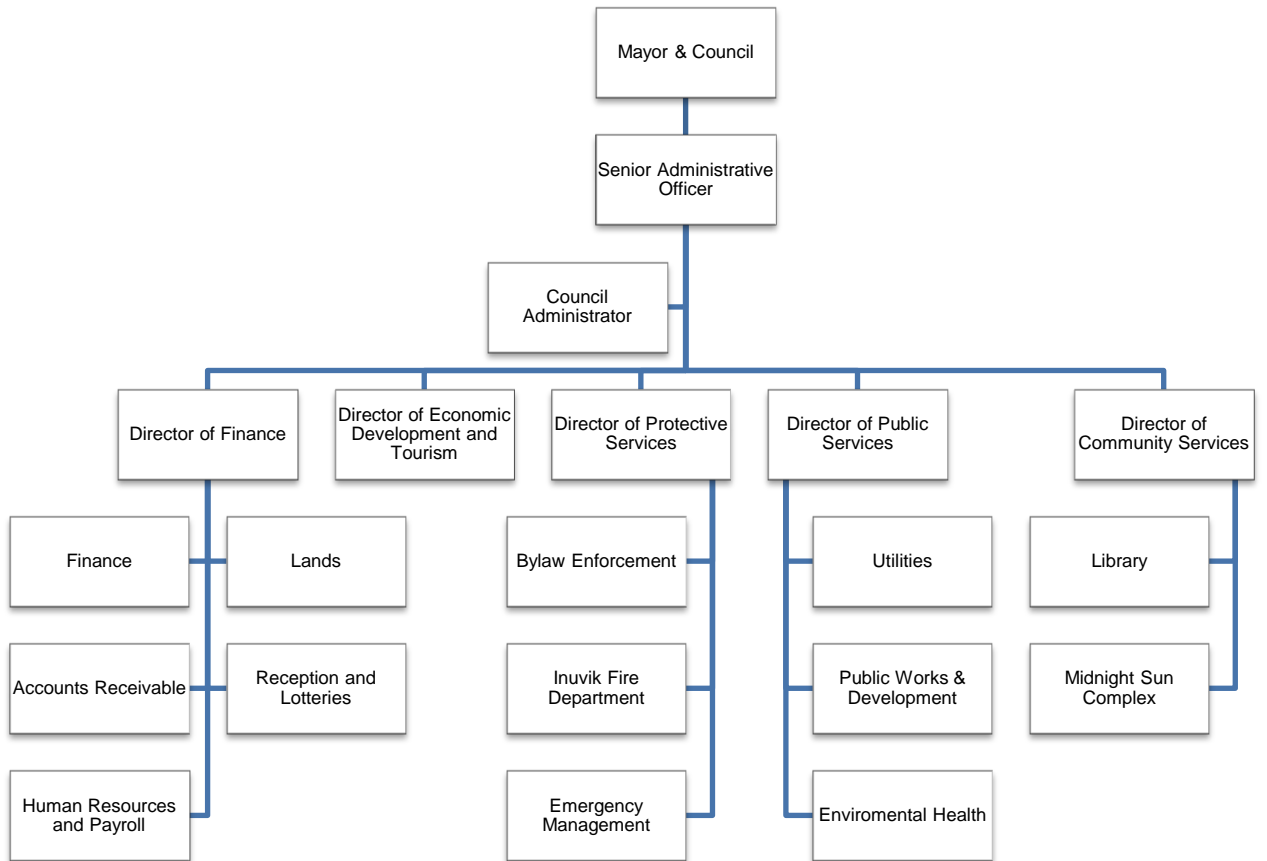 Mayor & Council
Senior Administrative
Officer
Council
Administrator
Director of Finance
Director of Economic
Development and
Tourism
Director of Protective
Services
Director of Public
Services
Director of
Community Services
Finance
Lands
Bylaw Enforcement
Utilities
Library
Accounts Receivable
Reception and
Lotteries
Inuvik Fire
Department
Public Works &
Development
Midnight Sun
Complex
Human Resources
and Payroll
Emergency
Management
Enviromental Health